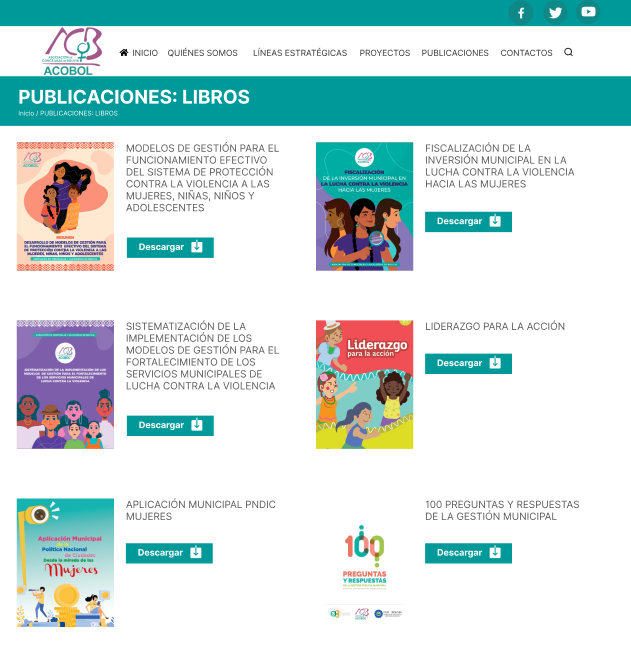 ACOBOL
INICIO
QUIÉNES SOMOS
LÍNEAS ESTRATÉGICAS
PROYECTOS
PUBLICACIONES
CONTACTOS
PUBLICACIONES: LIBROS
Inicio / PUBLICACIONES: LIBROS
RESUMEN
DESARROLLO DE MODELOS DE GESTIÓN PARA EL
FUNCIONAMIENTO EFECTIVO DEL SISTEMA DE
PROTECCIÓN CONTRA LA VIOLENCIA A LAS
MUJERES, NIÑAS, NIÑOS Y ADOLESCENTES
MODELOS DE GESTIÓN PARA EL
FUNCIONAMIENTO EFECTIVO
DEL SISTEMA DE PROTECCIÓN
CONTRA LA VIOLENCIA A LAS
MUJERES, NIÑAS, NIÑOS Y
ADOLESCENTES
Descargar
FISCALIZACIÓN
DE LA INVERSIÓN MUNICIPAL EN
LA LUCHA CONTRA LA VIOLENCIA
HACIA LAS MUJERES
FISCALIZACIÓN DE LA
INVERSIÓN MUNICIPAL EN LA
LUCHA CONTRA LA VIOLENCIA
HACIA LAS MUJERES
Descargar
SISTEMATIZACIÓN DE LA IMPLEMENTACIÓN DE LOS
MODELOS DE GESTIÓN PARA EL FORTALECIMIENTO
DE LOS SERVICIOS MUNICIPALES DE
LUCHA CONTRA LA VIOLENCIA
SISTEMATIZACIÓN DE LA
IMPLEMENTACIÓN DE LOS
MODELOS DE GESTIÓN PARA EL
FORTALECIMIENTO DE LOS
SERVICIOS MUNICIPALES DE
LUCHA CONTRA LA VIOLENCIA
Descargar
Liderazgo
para la acción
LIDERAZGO PARA LA ACCIÓN
Descargar
Aplicación Municipal
Política Nacional
de Cuidados
Desde la mirada de las
Mujeres
APLICACIÓN MUNICIPAL PNDIC
MUJERES
Descargar
100
PREGUNTAS
Y RESPUESTAS
100 PREGUNTAS Y RESPUESTAS
DE LA GESTIÓN MUNICIPAL
Descargar